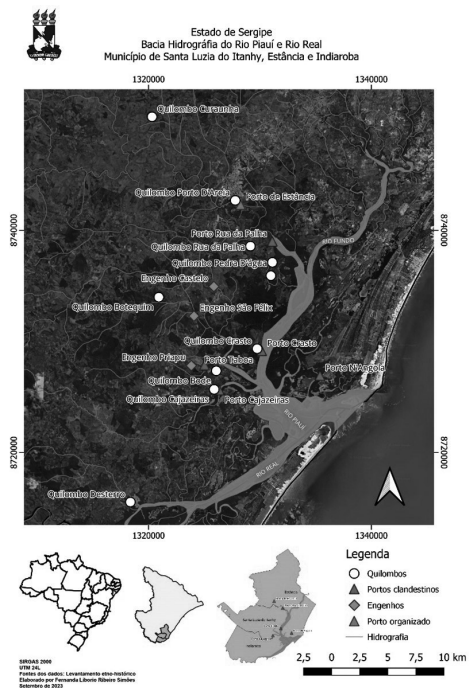 Estado de Sergipe
Bacia Hidrográfia do Rio Piauí e Rio Real
Município de Santa Luzia do Itanhy, Estância e Indiaroba
1320000
1340000
Quilombo Curaunha
Quilombo Porto D'Areia
Porto de Estância
8740000
Porto Rua da Palha
8740000
RIO FUNDO
Quilombo Rua da Palha
Quilombo Pedra D'água
Engenho Castelo
Quilombo Botequim
Engenho São Félix
Quilombo Crasto
Porto Crasto
Engenho Priapu
Porto Taboa
Porto N'Angola
Quilombo Bode
Quilombo Cajazeiras
Porto Cajazeiras
RIO PIAUÍ
8720000
8720000
RIO REAL
Quilombo Desterro
1320000
1340000
Legenda
Quilombos
Portos clandestinos
Engenhos
Porto organizado
Hidrografia
2,5
0
2,5
5
7,5
10 km
SIRGAS 2000
UTM 24L
Fontes dos dados: Levantamento etno-histórico
Elaborado por Fernanda Liborio Ribeiro Simões
Setembro de 2023